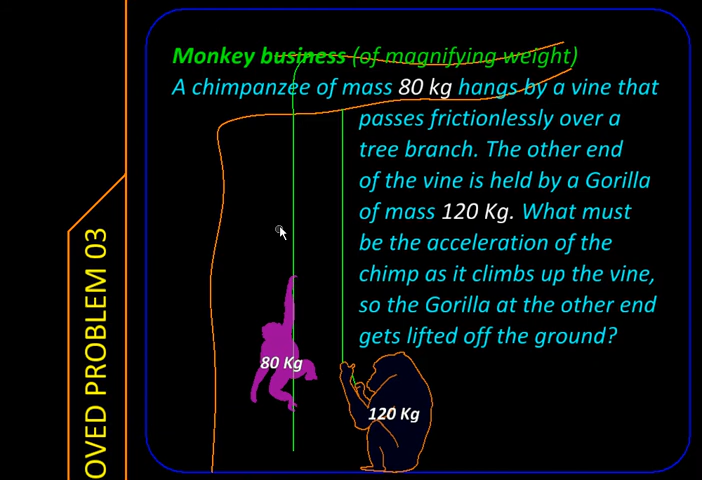 Monkey business (of magnifying weight)
A chimpanzee of mass 80 kg hangs by a vine that
passes frictionlessly over a
tree branch. The other end
of the vine is held by a Gorilla
of mass 120 Kg. What must
be the acceleration of the
chimp as it climbs up the vine,
so the Gorilla at the other end
gets lifted off the ground?
80 Kg
120 Kg
OVED PROBLEM 03